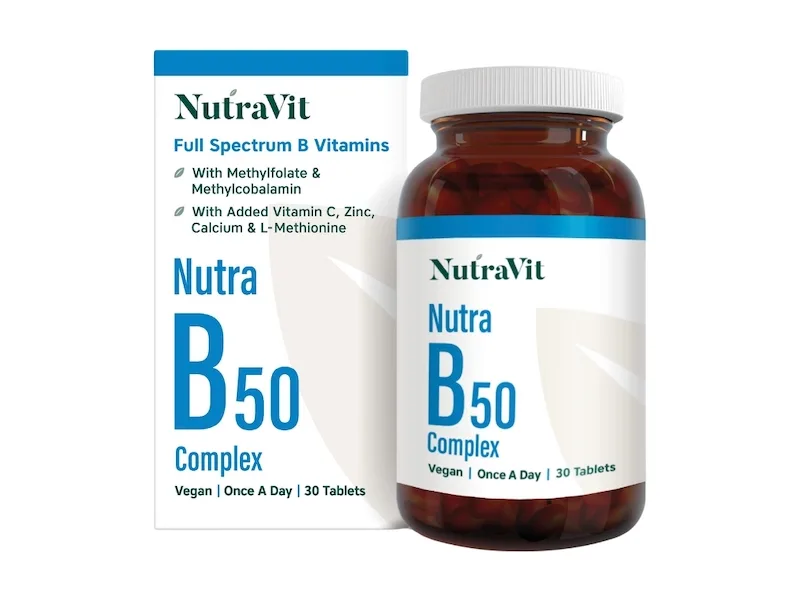 NutraVit
Full Spectrum B Vitamins
With Methylfolate &
Methylcobalamin
With Added Vitamin C, Zinc,
Calcium & L-Methionine
Nutra
B50
Complex
Vegan | Once A Day | 30 Tablets
NutraVit
Nutra
B50
Complex
Vegan | Once A Day | 30 Tablets